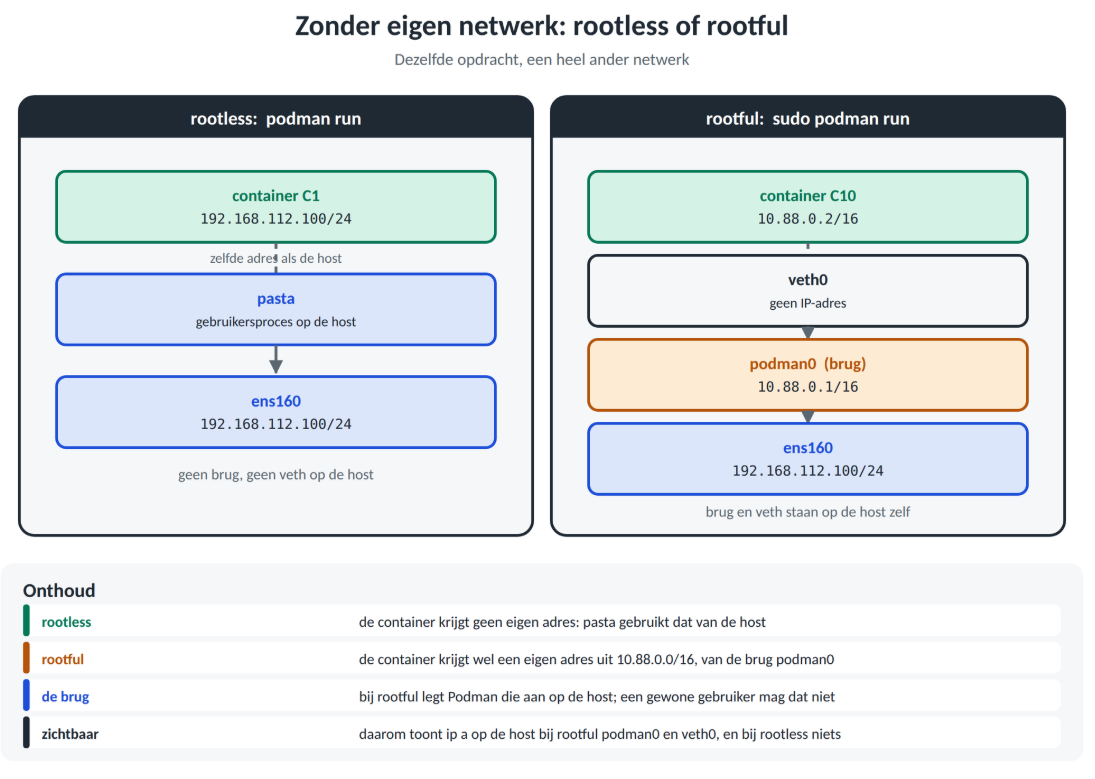 Zonder eigen netwerk: rootless of rootful
Dezelfde opdracht, een heel ander netwerk
rootless: podman run
container C1
192.168.112.100/24
zelfde adres als de host
pasta
gebruikersproces op de host
ens160
192.168.112.100/24
geen brug, geen veth op de host
rootful: sudo podman run
container C10
10.88.0.2/16
veth0
geen IP-adres
podman0 (brug)
10.88.0.1/16
ens160
192.168.112.100/24
brug en veth staan op de host zelf
Onthoud
rootless de container krijgt geen eigen adres: pasta gebruikt dat van de host
rootful de container krijgt wel een eigen adres uit 10.88.0.0/16, van de brug podman0
de brug bij rootful legt Podman die aan op de host; een gewone gebruiker mag dat niet
zichtbaar daarom toont ip a op de host bij rootful podman0 en veth0, en bij rootless niets